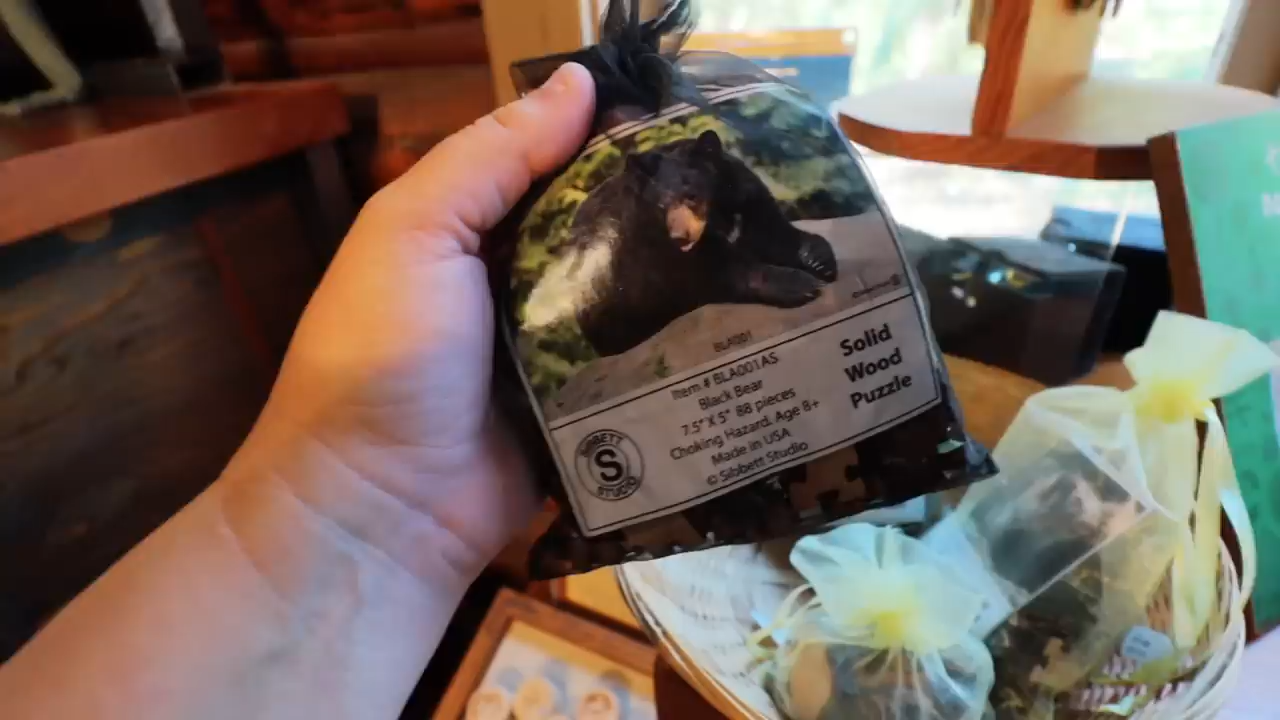 BLA001
Item # BLA001AS
Black Bear
7.5" X 5" 88 pieces
Choking Hazard. Age 8+
Made in USA
© Sibbett Studio
Solid
Wood
Puzzle
SIBBETT
S
STUDIO